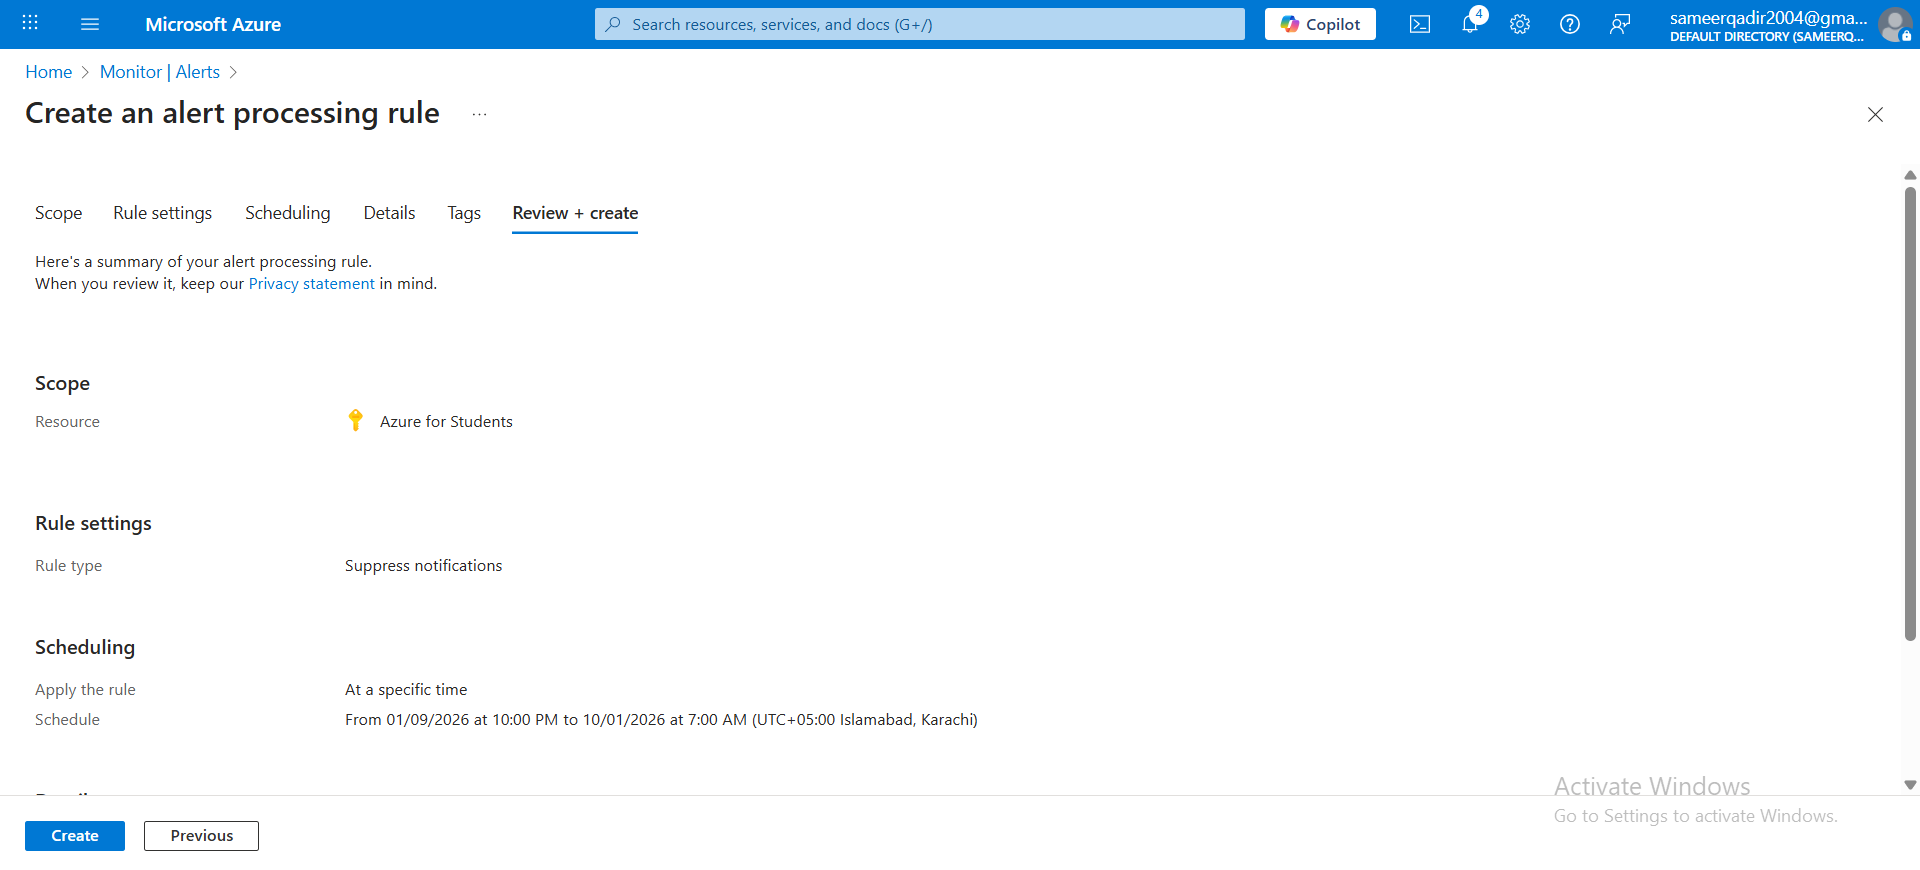 Microsoft Azure
Search resources, services, and docs (G+/)
Copilot
4
sameerqadir2004@gma...
DEFAULT DIRECTORY (SAMEERQ...
Home > Monitor | Alerts >
Create an alert processing rule ...
Scope Rule settings Scheduling Details Tags Review + create
Here's a summary of your alert processing rule.
When you review it, keep our Privacy statement in mind.
Scope
Resource Azure for Students
Rule settings
Rule type Suppress notifications
Scheduling
Apply the rule At a specific time
Schedule From 01/09/2026 at 10:00 PM to 10/01/2026 at 7:00 AM (UTC+05:00 Islamabad, Karachi)
Activate Windows
Go to Settings to activate Windows.
Create Previous